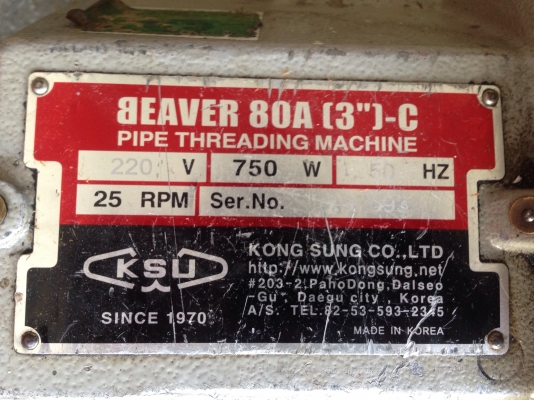 BEAVER 80A (3")-C
PIPE THREADING MACHINE
220 V 750 W 50 HZ
25 RPM Ser.No.
KSU
SINCE 1970
KONG SUNG CO.,LTD
http://www.kongsung.net
#203-2,PahoDong,Dalseo
-Gu, Daegu city, Korea
A/S. TEL.82-53-593-2345
MADE IN KOREA